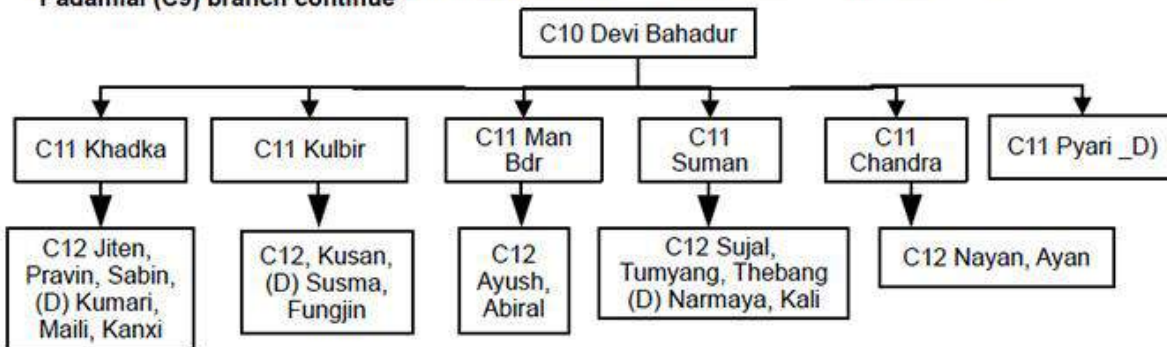 Padamlal (C9) branch continue
C10 Devi Bahadur
C11 Khadka
C11 Kulbir
C11 Man
Bdr
C11
Suman
C11
Chandra
C11 Pyari _D)
C12 Jiten,
Pravin, Sabin,
(D) Kumari,
Maili, Kanxi
C12, Kusan,
(D) Susma,
Fungjin
C12
Ayush,
Abiral
C12 Sujal,
Tumyang, Thebang
(D) Narmaya, Kali
C12 Nayan, Ayan